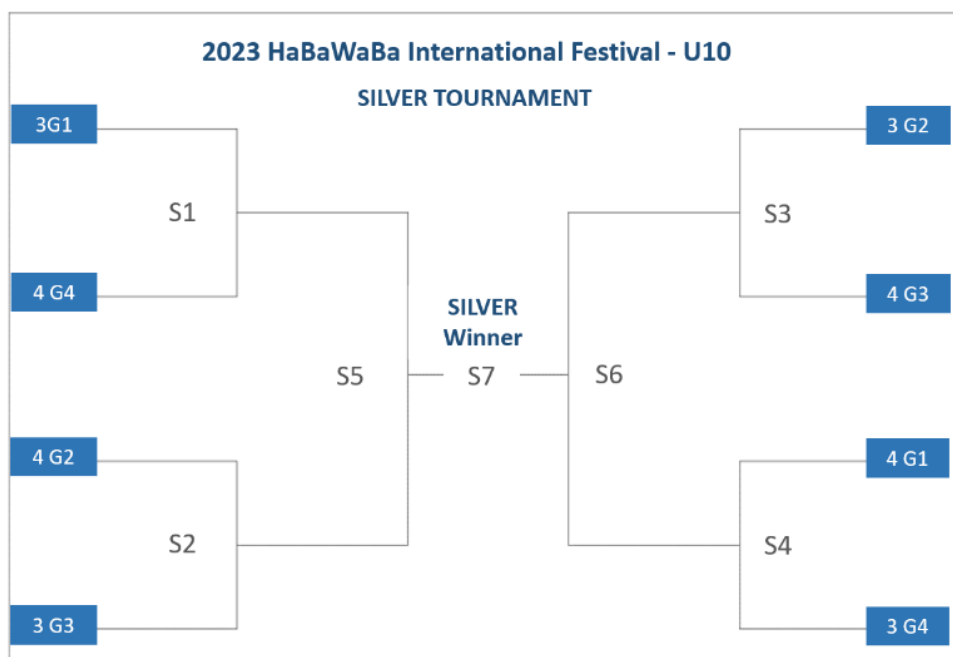 2023 HaBaWaBa International Festival - U10
SILVER TOURNAMENT
3G1
3 G2
S1
S3
4 G4
4 G3
SILVER
Winner
S5
S7
S6
4 G2
4 G1
S2
S4
3 G3
3 G4